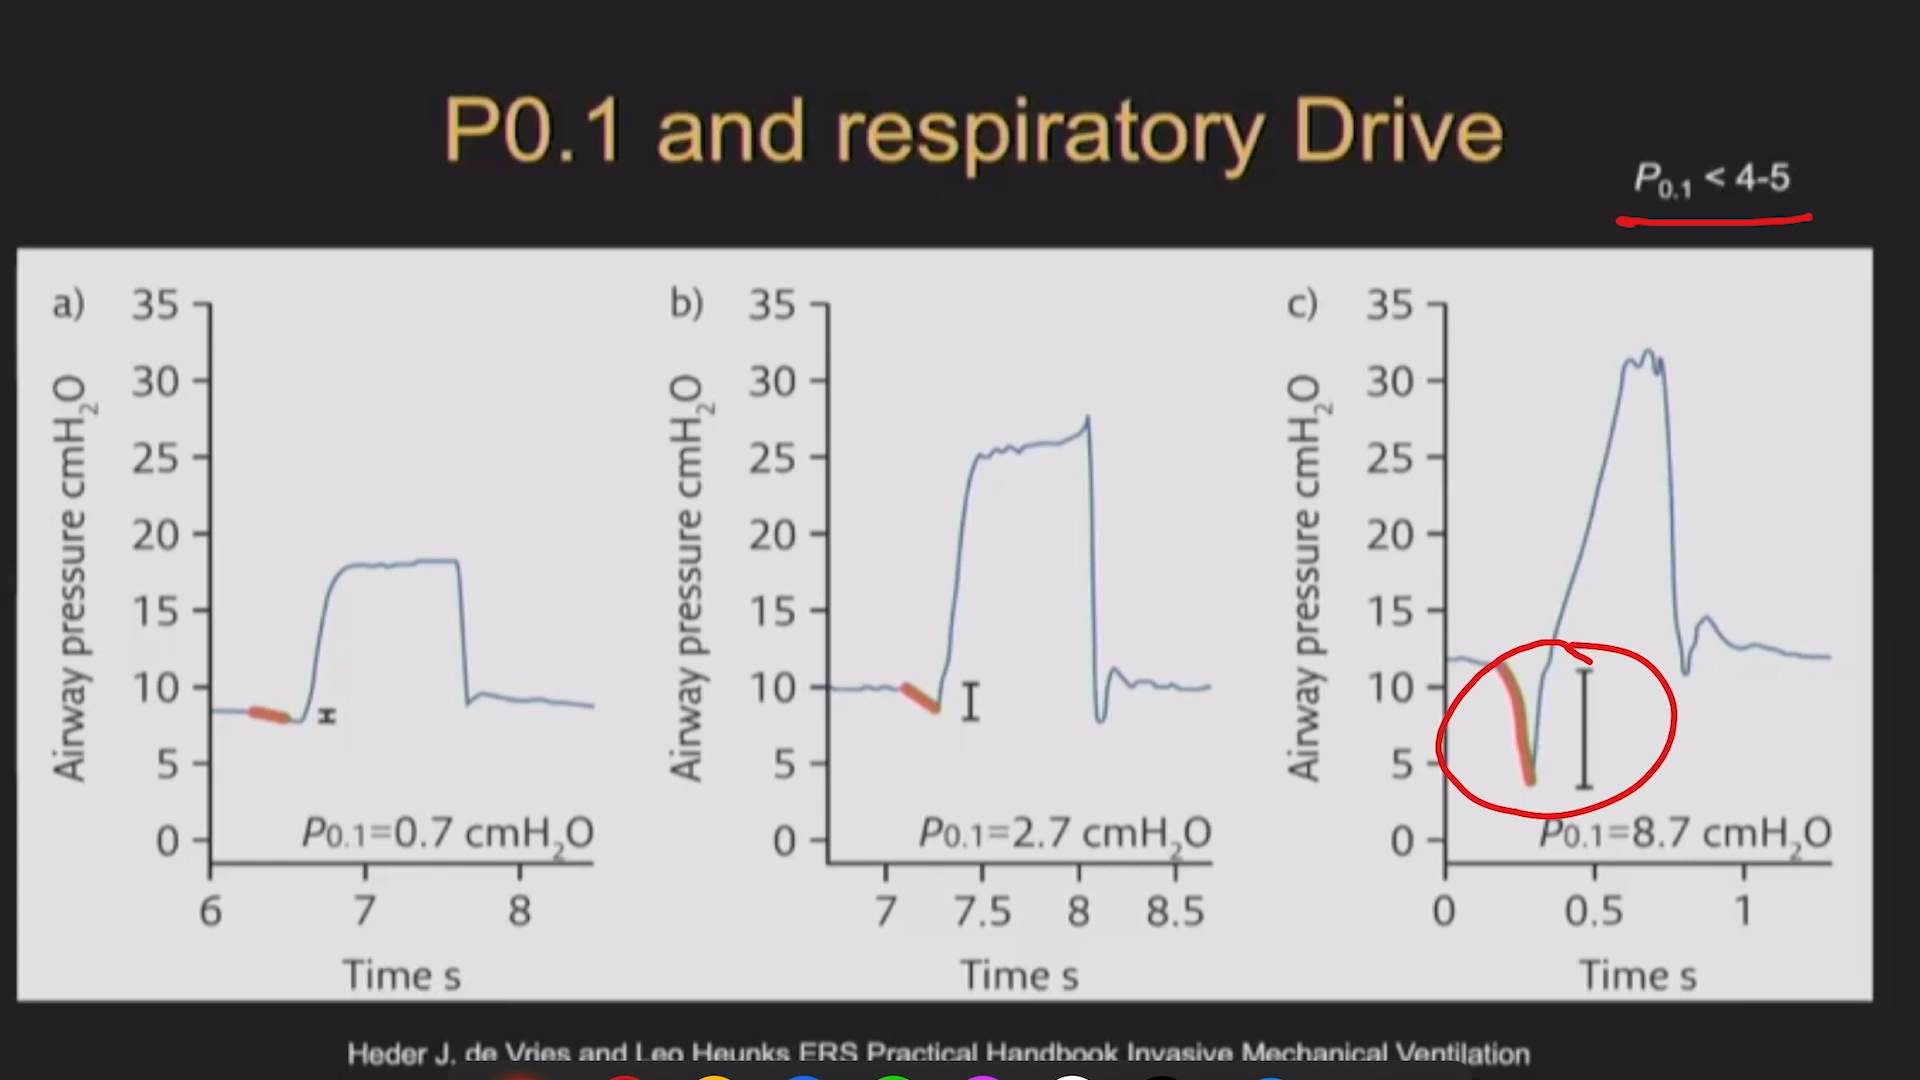 P0.1 and respiratory Drive
P0.1 < 4-5
a)
35
30
25
20
15
10
5
0
Airway pressure cmH2O
P0.1=0.7 cmH2O
6 7 8
Time s
b)
35
30
25
20
15
10
5
0
Airway pressure cmH2O
P0.1=2.7 cmH2O
7 7.5 8 8.5
Time s
c)
35
30
25
20
15
10
5
0
Airway pressure cmH2O
P0.1=8.7 cmH2O
0 0.5 1
Time s
Heder J. de Vries and Leo Heunks ERS Practical Handbook Invasive Mechanical Ventilation